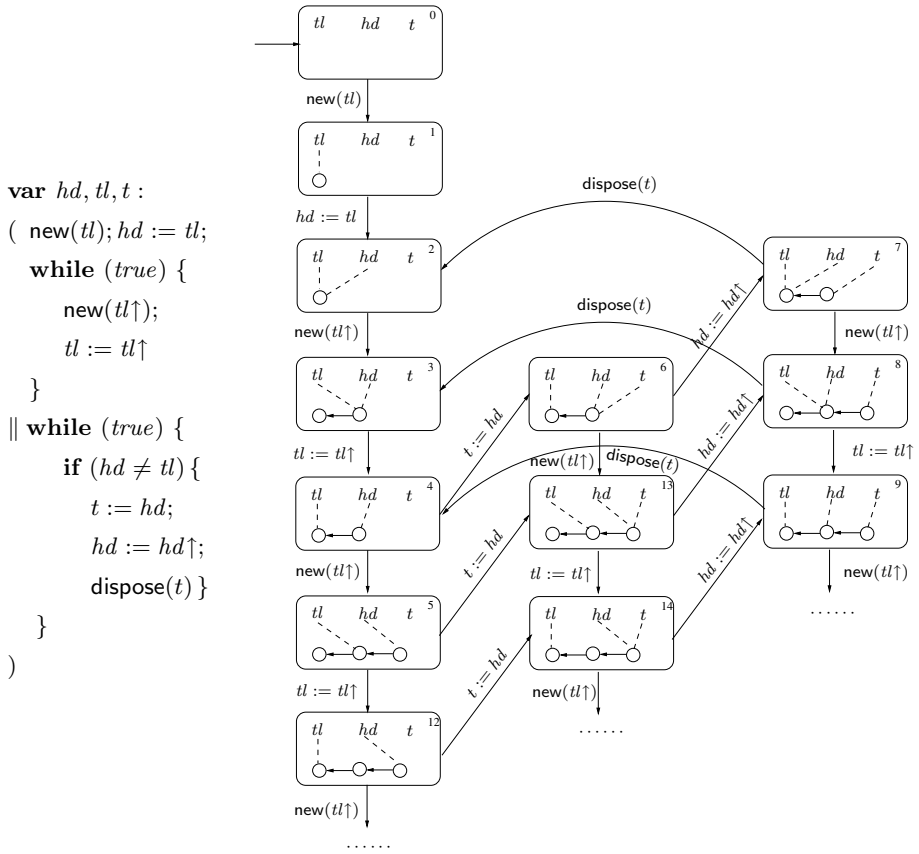 var hd, tl, t :
( new(tl); hd := tl;
while (true) {
new(tl↑);
tl := tl↑
}
∥ while (true) {
if (hd ≠ tl) {
t := hd;
hd := hd↑;
dispose(t) }
}
)
tl hd t 0
new(tl)
tl hd t 1
hd := tl
tl hd t 2
new(tl↑)
tl hd t 3
tl := tl↑
tl hd t 4
new(tl↑)
tl hd t 5
tl := tl↑
tl hd t 12
new(tl↑)
......
t := hd
t := hd
t := hd
tl hd t 6
new(tl↑)
tl hd t 13
tl := tl↑
tl hd t 14
new(tl↑)
......
dispose(t)
dispose(t)
dispose(t)
hd := hd↑
hd := hd↑
hd := hd↑
tl hd t 7
new(tl↑)
tl hd t 8
tl := tl↑
tl hd t 9
new(tl↑)
......